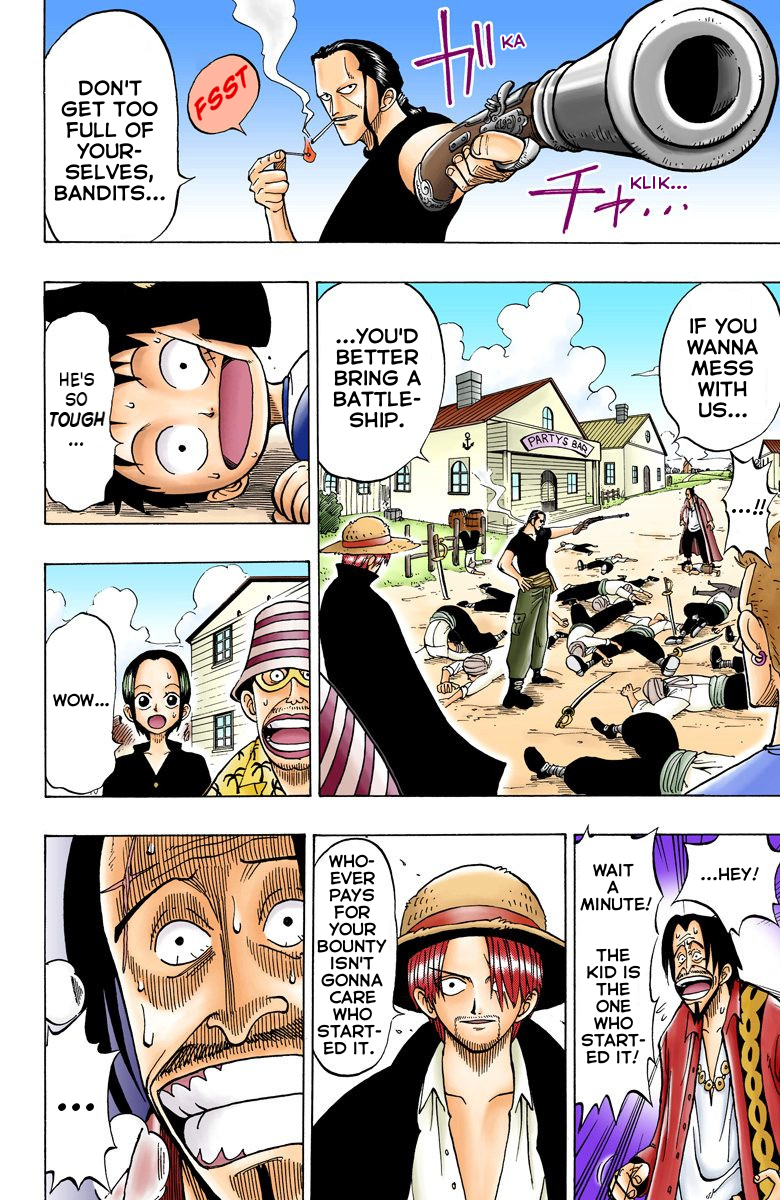 DON'T
GET TOO
FULL OF
YOUR-
SELVES,
BANDITS...
FSST
ガ
KA
チャ...
KLIK...
IF YOU
WANNA
MESS
WITH
US...
...YOU'D
BETTER
BRING A
BATTLE-
SHIP.
PARTYS BAR
...!!
HE'S
SO
TOUGH
...
WOW...
...HEY!
WAIT
A
MINUTE!
THE
KID IS
THE
ONE
WHO
START-
ED IT!
WHO-
EVER
PAYS
FOR
YOUR
BOUNTY
ISN'T
GONNA
CARE
WHO
START-
ED IT.
...